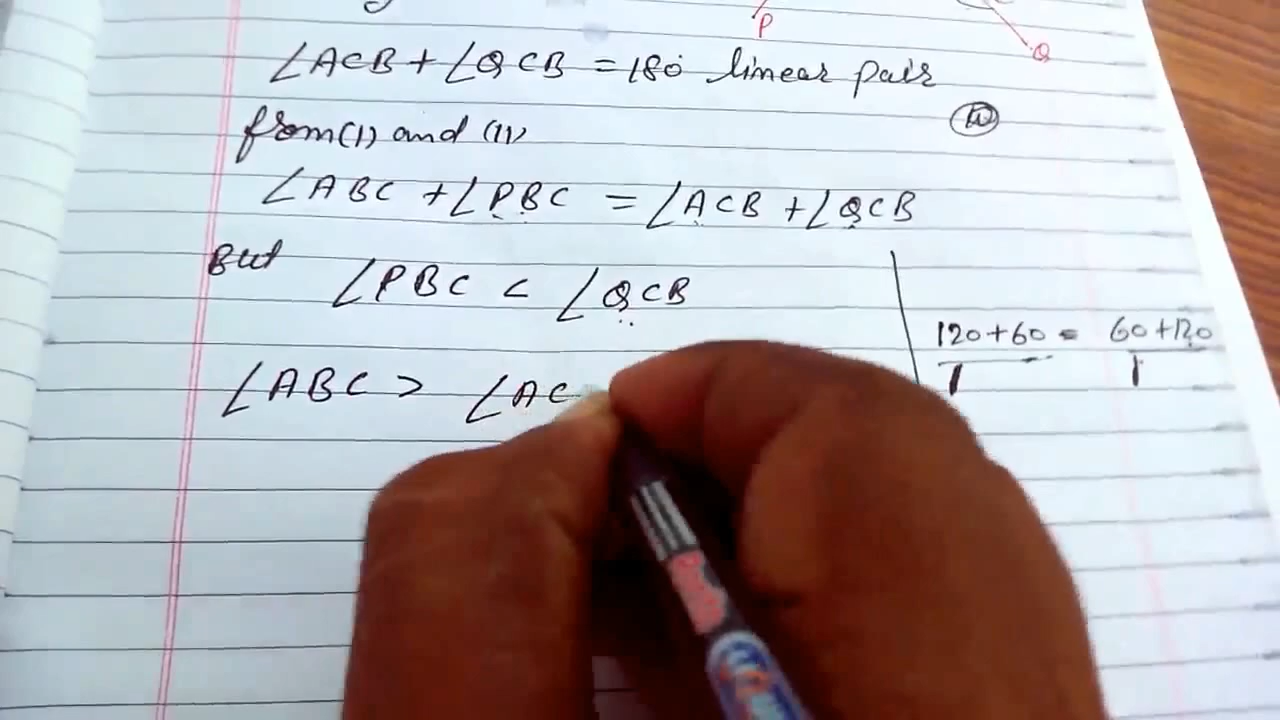 P
Q
∠ACB + ∠QCB = 180° linear pair
from (I) and (II)
∠ABC + ∠PBC = ∠ACB + ∠QCB
But ∠PBC < ∠QCB
120+60 = 60+120
∠ABC > ∠AC